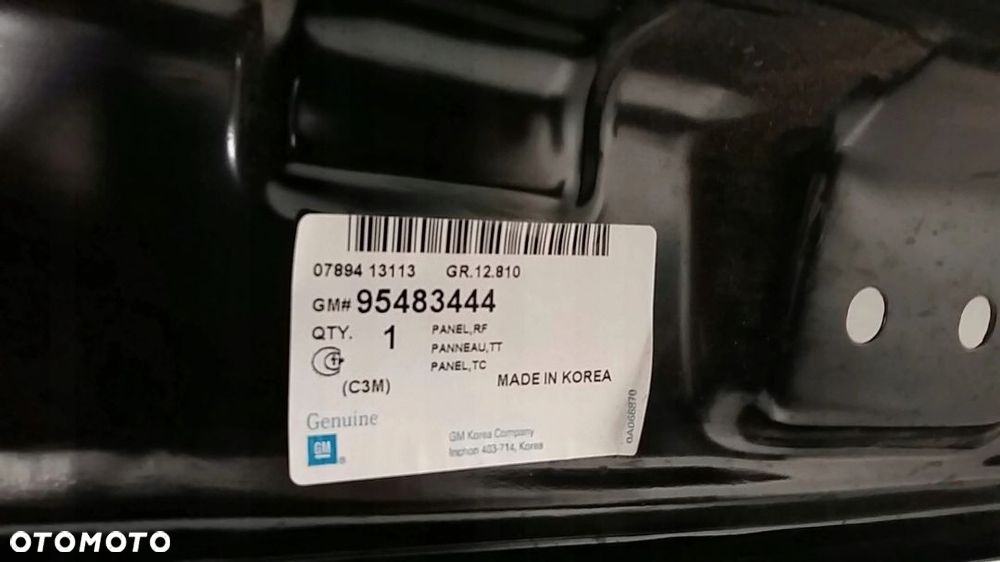 07894 13113 GR.12.810
GM# 95483444
QTY. 1
PANEL,RF
PANNEAU,TT
PANEL,TC
(C3M)
MADE IN KOREA
Genuine
GM
®
GM Korea Company
Inchon 403-714, Korea
0A066870
OTOMOTO